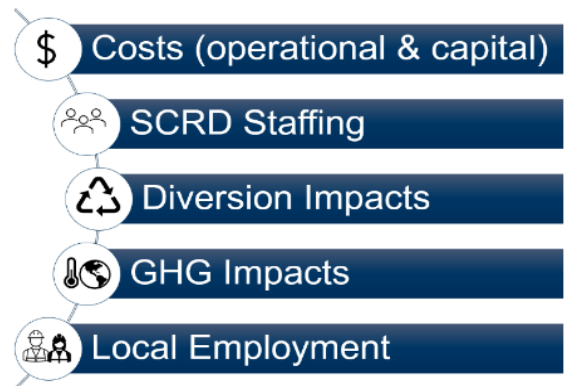 $ Costs (operational & capital)
SCRD Staffing
Diversion Impacts
GHG Impacts
Local Employment